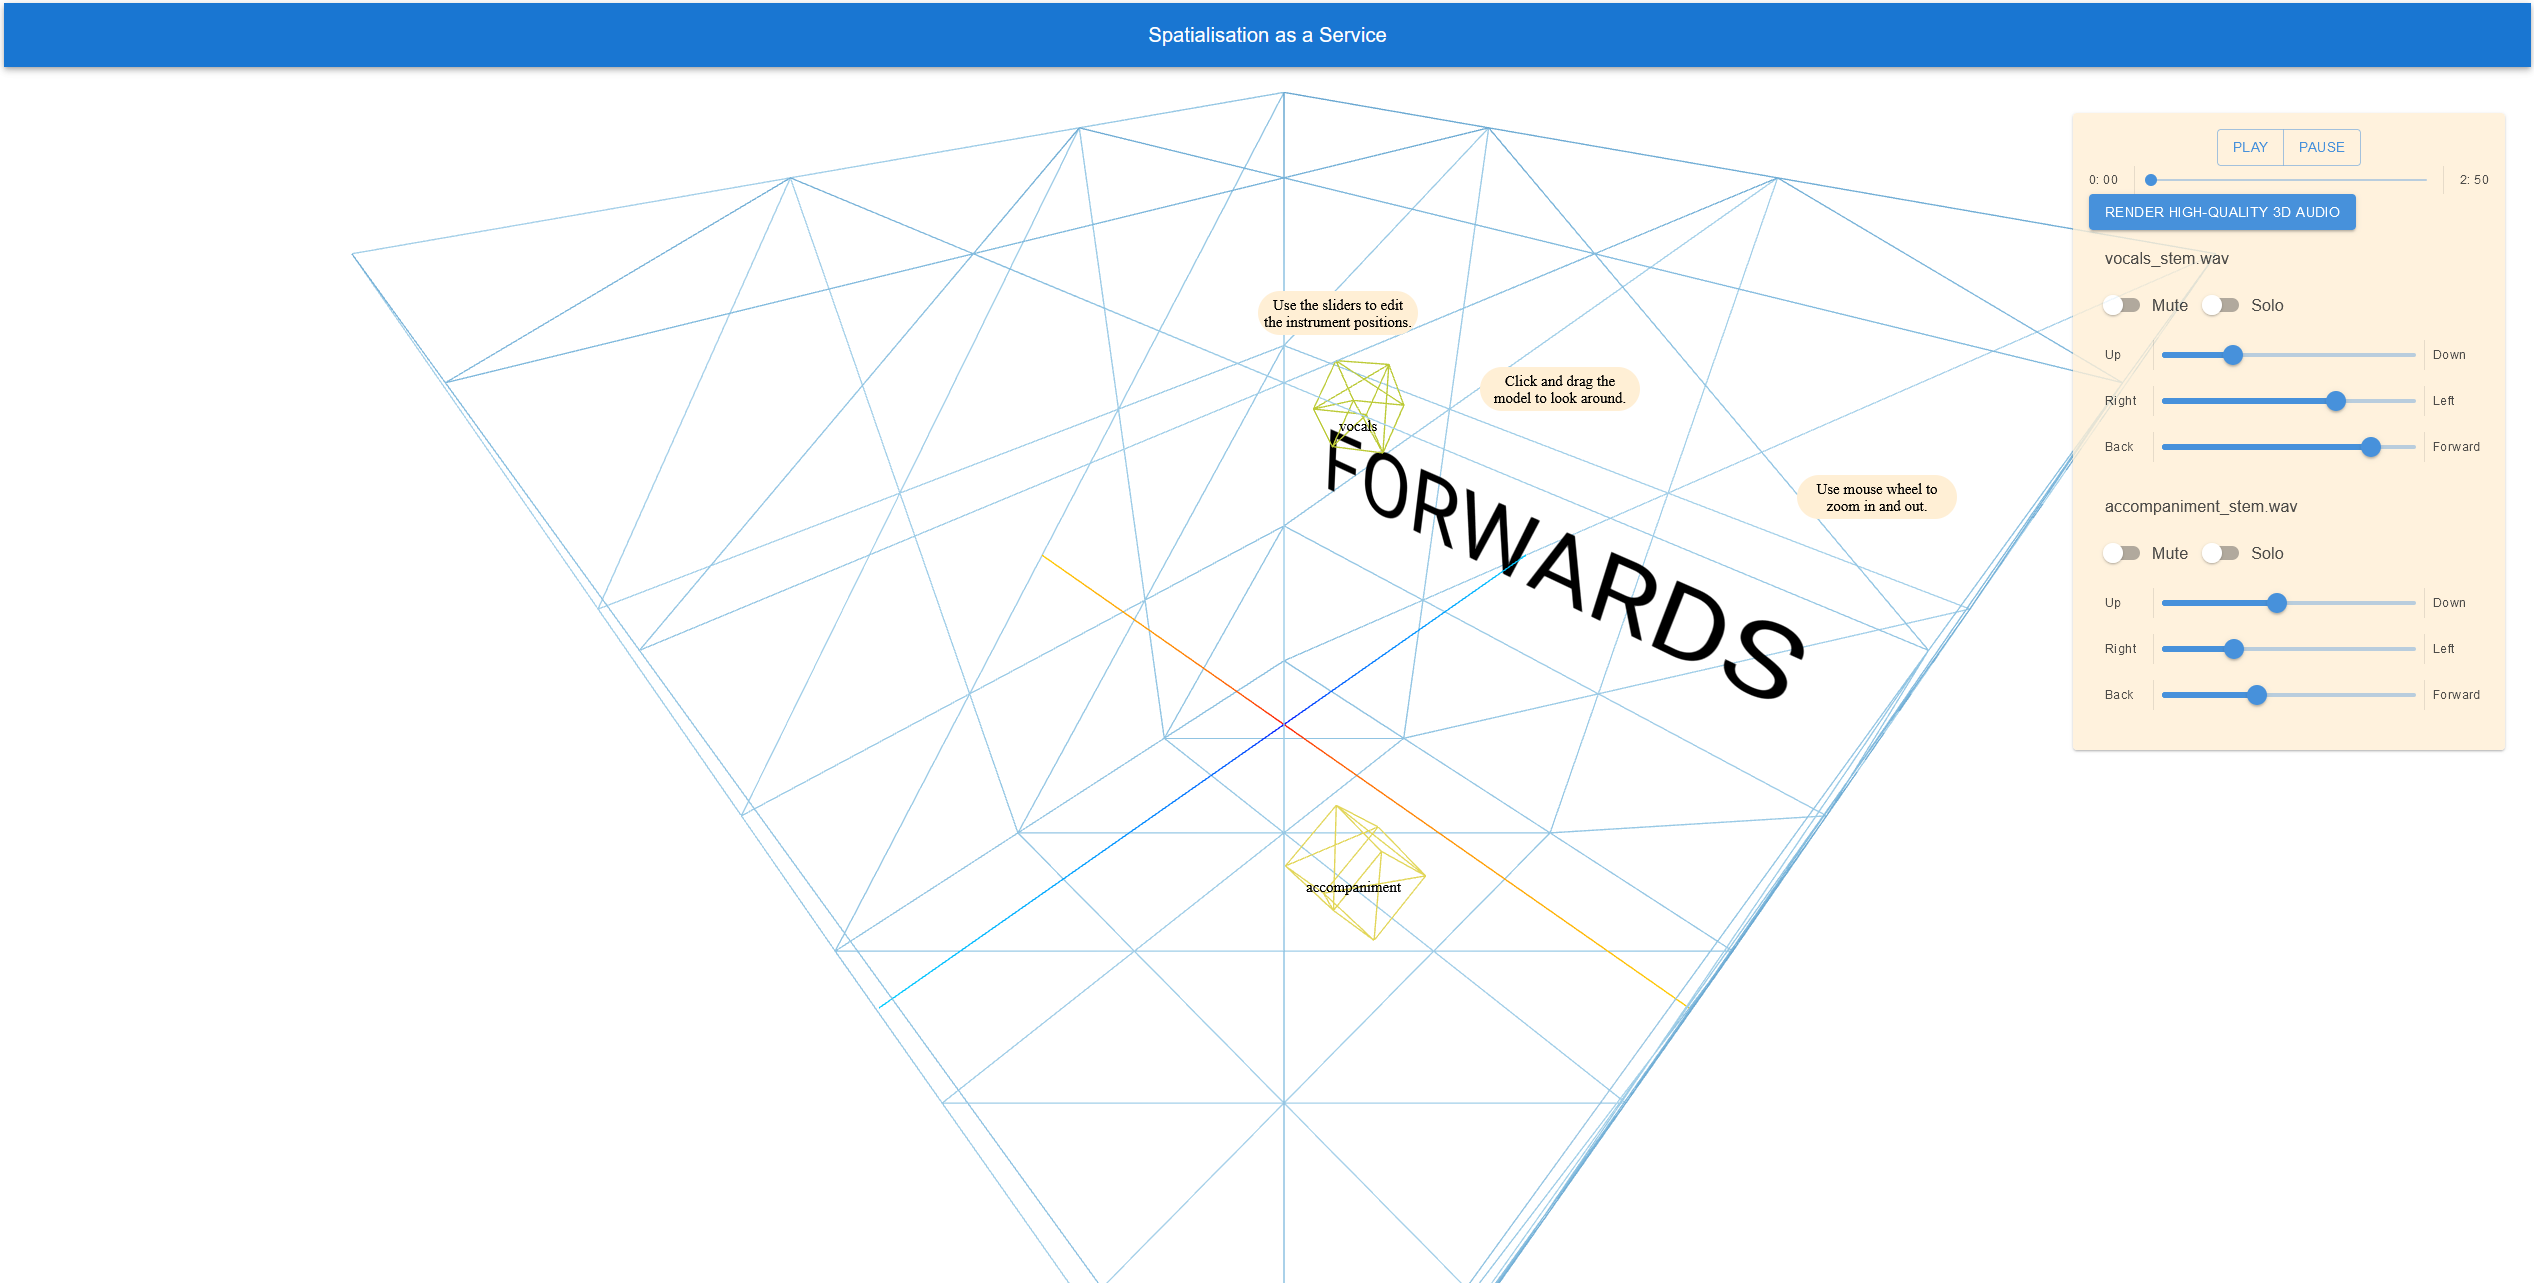 Spatialisation as a Service
PLAY PAUSE
0: 00 2: 50
RENDER HIGH-QUALITY 3D AUDIO
vocals_stem.wav
Mute Solo
Up Down
Right Left
Back Forward
accompaniment_stem.wav
Mute Solo
Up Down
Right Left
Back Forward
Use the sliders to edit
the instrument positions.
Click and drag the
model to look around.
vocals
FORWARDS
Use mouse wheel to
zoom in and out.
accompaniment